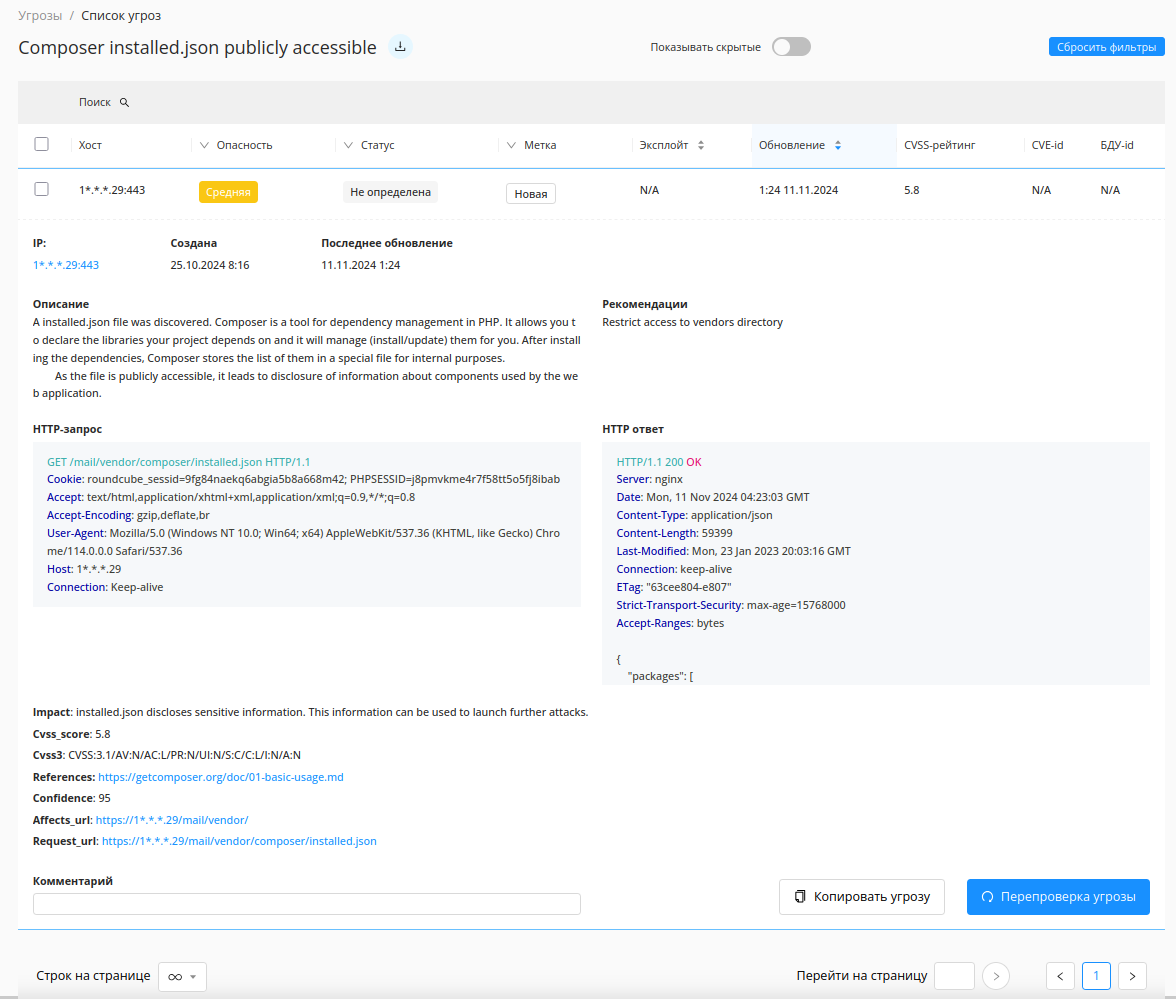 Угрозы / Список угроз
Composer installed.json publicly accessible
Показывать скрытые
Сбросить фильтры
Поиск
Хост Опасность Статус Метка Эксплойт Обновление CVSS-рейтинг CVE-id БДУ-id
1*.*.*.29:443 Средняя Не определена Новая N/A 1:24 11.11.2024 5.8 N/A N/A
IP: Создана Последнее обновление
1*.*.*.29:443 25.10.2024 8:16 11.11.2024 1:24
Описание
A installed.json file was discovered. Composer is a tool for dependency management in PHP. It allows you t
o declare the libraries your project depends on and it will manage (install/update) them for you. After install
ing the dependencies, Composer stores the list of them in a special file for internal purposes.
As the file is publicly accessible, it leads to disclosure of information about components used by the we
b application.
Рекомендации
Restrict access to vendors directory
HTTP-запрос
GET /mail/vendor/composer/installed.json HTTP/1.1
Cookie: roundcube_sessid=9fg84naekq6abgia5b8a668m42; PHPSESSID=j8pmvkme4r7f58tt5o5fj8ibab
Accept: text/html,application/xhtml+xml,application/xml;q=0.9,*/*;q=0.8
Accept-Encoding: gzip,deflate,br
User-Agent: Mozilla/5.0 (Windows NT 10.0; Win64; x64) AppleWebKit/537.36 (KHTML, like Gecko) Chro
me/114.0.0.0 Safari/537.36
Host: 1*.*.*.29
Connection: Keep-alive
HTTP ответ
HTTP/1.1 200 OK
Server: nginx
Date: Mon, 11 Nov 2024 04:23:03 GMT
Content-Type: application/json
Content-Length: 59399
Last-Modified: Mon, 23 Jan 2023 20:03:16 GMT
Connection: keep-alive
ETag: "63cee804-e807"
Strict-Transport-Security: max-age=15768000
Accept-Ranges: bytes
{
"packages": [
Impact: installed.json discloses sensitive information. This information can be used to launch further attacks.
Cvss_score: 5.8
Cvss3: CVSS:3.1/AV:N/AC:L/PR:N/UI:N/S:C/C:L/I:N/A:N
References: https://getcomposer.org/doc/01-basic-usage.md
Confidence: 95
Affects_url: https://1*.*.*.29/mail/vendor/
Request_url: https://1*.*.*.29/mail/vendor/composer/installed.json
Комментарий
Копировать угрозу
Перепроверка угрозы
Строк на странице ∞
Перейти на страницу > < 1 >